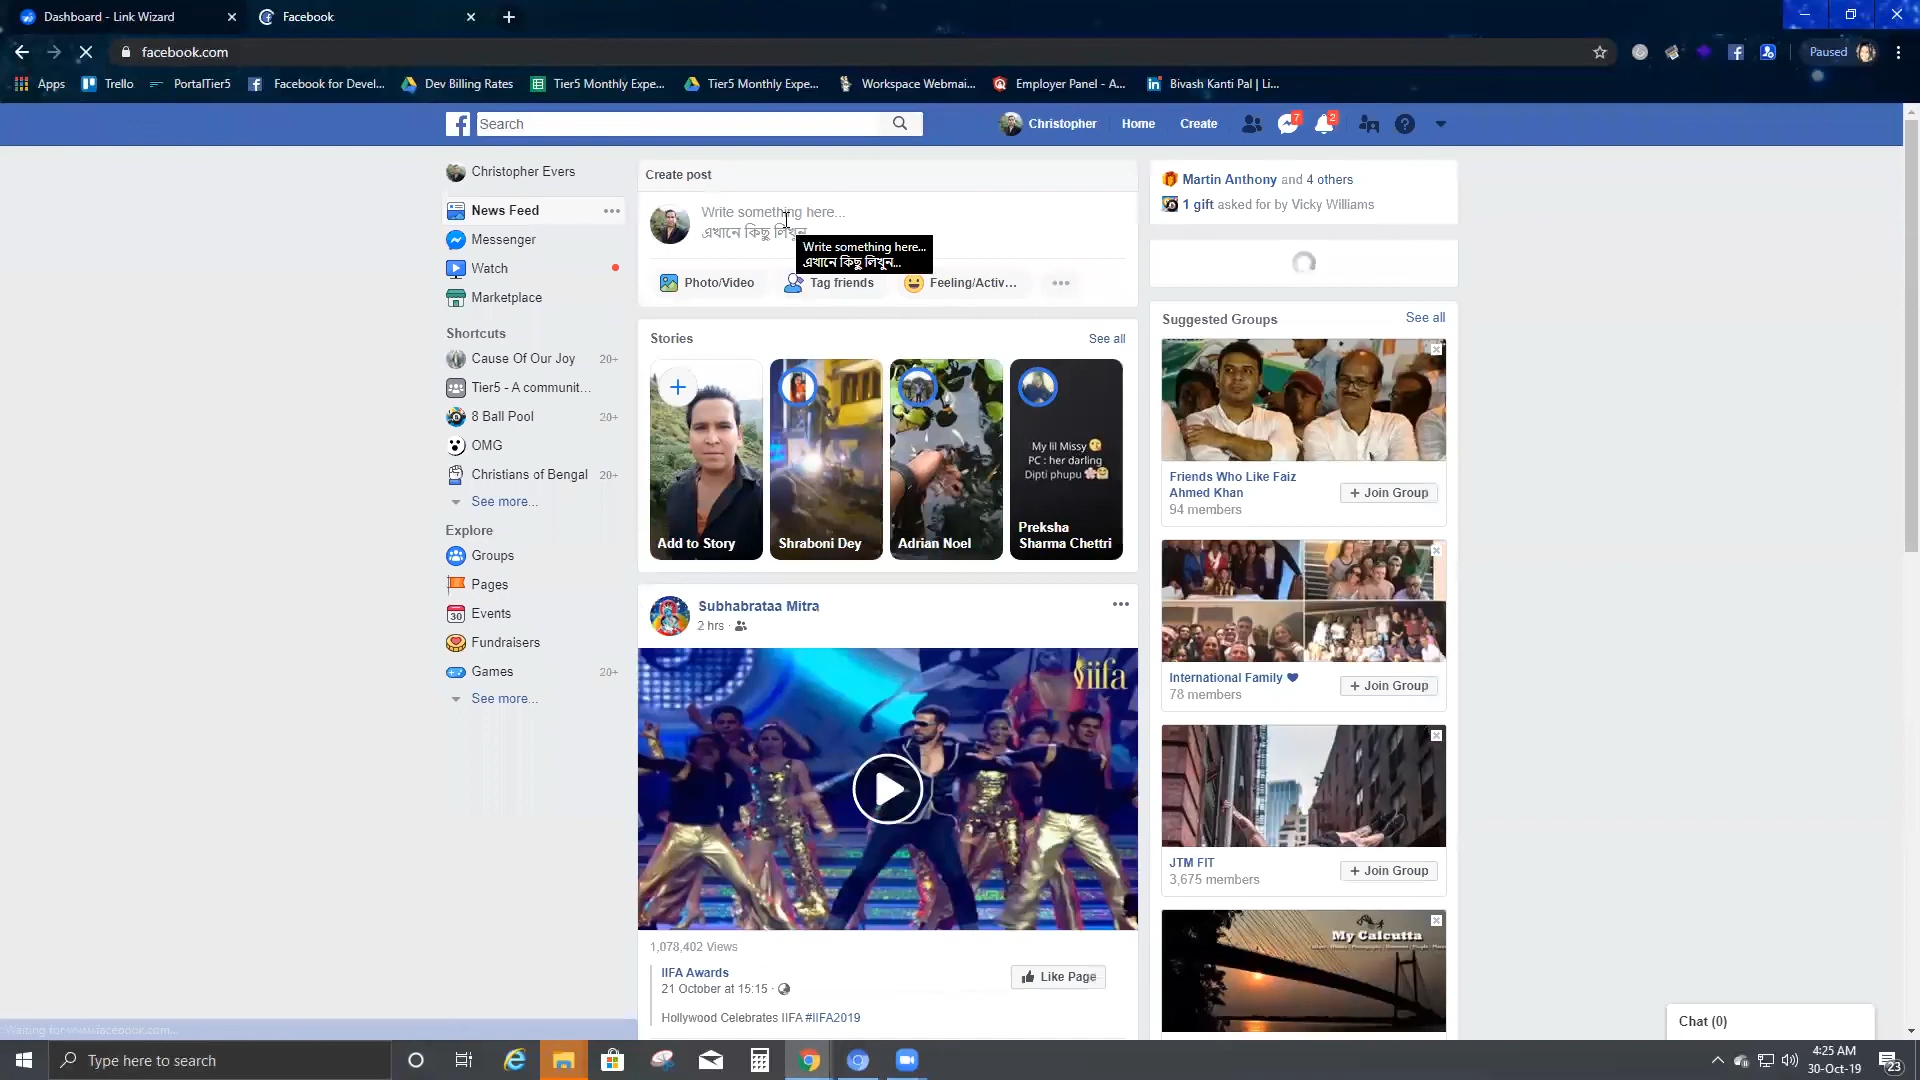 Dashboard - Link Wizard
Facebook
facebook.com
Paused
Apps
Trello
PortalTier5
Facebook for Devel...
Dev Billing Rates
Tier5 Monthly Expe...
Tier5 Monthly Expe...
Workspace Webmai...
Employer Panel - A...
Bivash Kanti Pal | Li...
Search
Christopher
Home
Create
7
2
Christopher Evers
News Feed
Messenger
Watch
Marketplace
Shortcuts
Cause Of Our Joy 20+
Tier5 - A communit...
8 Ball Pool 20+
OMG
Christians of Bengal 20+
See more...
Explore
Groups
Pages
30 Events
Fundraisers
Games 20+
See more...
Create post
Write something here...
এখানে কিছু লিখুন...
Write something here...
এখানে কিছু লিখুন...
Photo/Video
Tag friends
Feeling/Activ...
Stories
See all
Add to Story
Shraboni Dey
Adrian Noel
My lil Missy
PC : her darling
Dipti phupu
Preksha
Sharma Chettri
Subhabrataa Mitra
2 hrs ·
iifa
1,078,402 Views
IIFA Awards
21 October at 15:15 ·
Like Page
Hollywood Celebrates IIFA #IIFA2019
Martin Anthony and 4 others
1 gift asked for by Vicky Williams
Suggested Groups
See all
Friends Who Like Faiz
Ahmed Khan
94 members
+ Join Group
International Family
78 members
+ Join Group
JTM FIT
3,675 members
+ Join Group
My Calcutta
Chat (0)
Waiting for www.facebook.com...
Type here to search
4:25 AM
30-Oct-19
23